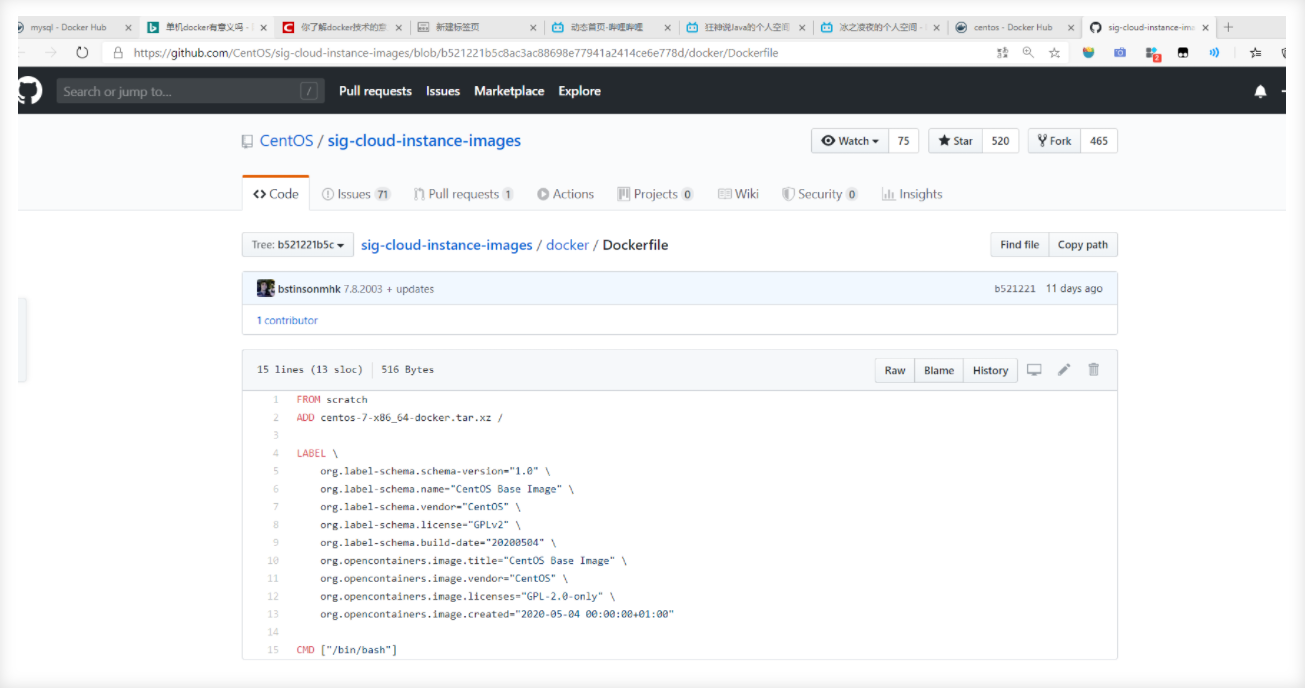 mysql - Docker Hub
单机docker有意义吗 -
你了解docker技术的
新建标签页
动态首页-哔哩哔哩
狂神说Java的个人空间
冰之凌夜的个人空间 -
centos - Docker Hub
sig-cloud-instance-ima
https://github.com/CentOS/sig-cloud-instance-images/blob/b521221b5c8ac3ac88698e77941a2414ce6e778d/docker/Dockerfile
2
Search or jump to... /
Pull requests Issues Marketplace Explore
CentOS / sig-cloud-instance-images
Watch 75 Star 520 Fork 465
Code Issues 71 Pull requests 1 Actions Projects 0 Wiki Security 0 Insights
Tree: b521221b5c sig-cloud-instance-images / docker / Dockerfile Find file Copy path
bstinsonmhk 7.8.2003 + updates b521221 11 days ago
1 contributor
15 lines (13 sloc) 516 Bytes Raw Blame History
1 FROM scratch
2 ADD centos-7-x86_64-docker.tar.xz /
3
4 LABEL \
5 org.label-schema.schema-version="1.0" \
6 org.label-schema.name="CentOS Base Image" \
7 org.label-schema.vendor="CentOS" \
8 org.label-schema.license="GPLv2" \
9 org.label-schema.build-date="20200504" \
10 org.opencontainers.image.title="CentOS Base Image" \
11 org.opencontainers.image.vendor="CentOS" \
12 org.opencontainers.image.licenses="GPL-2.0-only" \
13 org.opencontainers.image.created="2020-05-04 00:00:00+01:00"
14
15 CMD ["/bin/bash"]